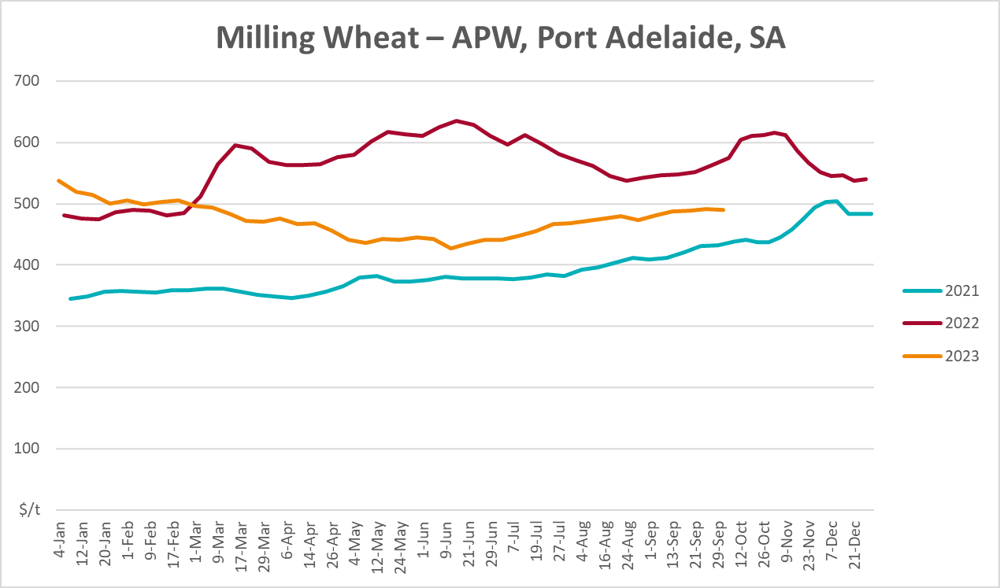 Milling Wheat – APW, Port Adelaide, SA
700
600
500
400
300
200
100
$/t
4-Jan
12-Jan
20-Jan
1-Feb
9-Feb
17-Feb
1-Mar
9-Mar
17-Mar
29-Mar
6-Apr
14-Apr
26-Apr
4-May
12-May
24-May
1-Jun
9-Jun
21-Jun
29-Jun
7-Jul
19-Jul
27-Jul
4-Aug
16-Aug
24-Aug
1-Sep
13-Sep
21-Sep
29-Sep
12-Oct
26-Oct
9-Nov
23-Nov
7-Dec
21-Dec
2021
2022
2023